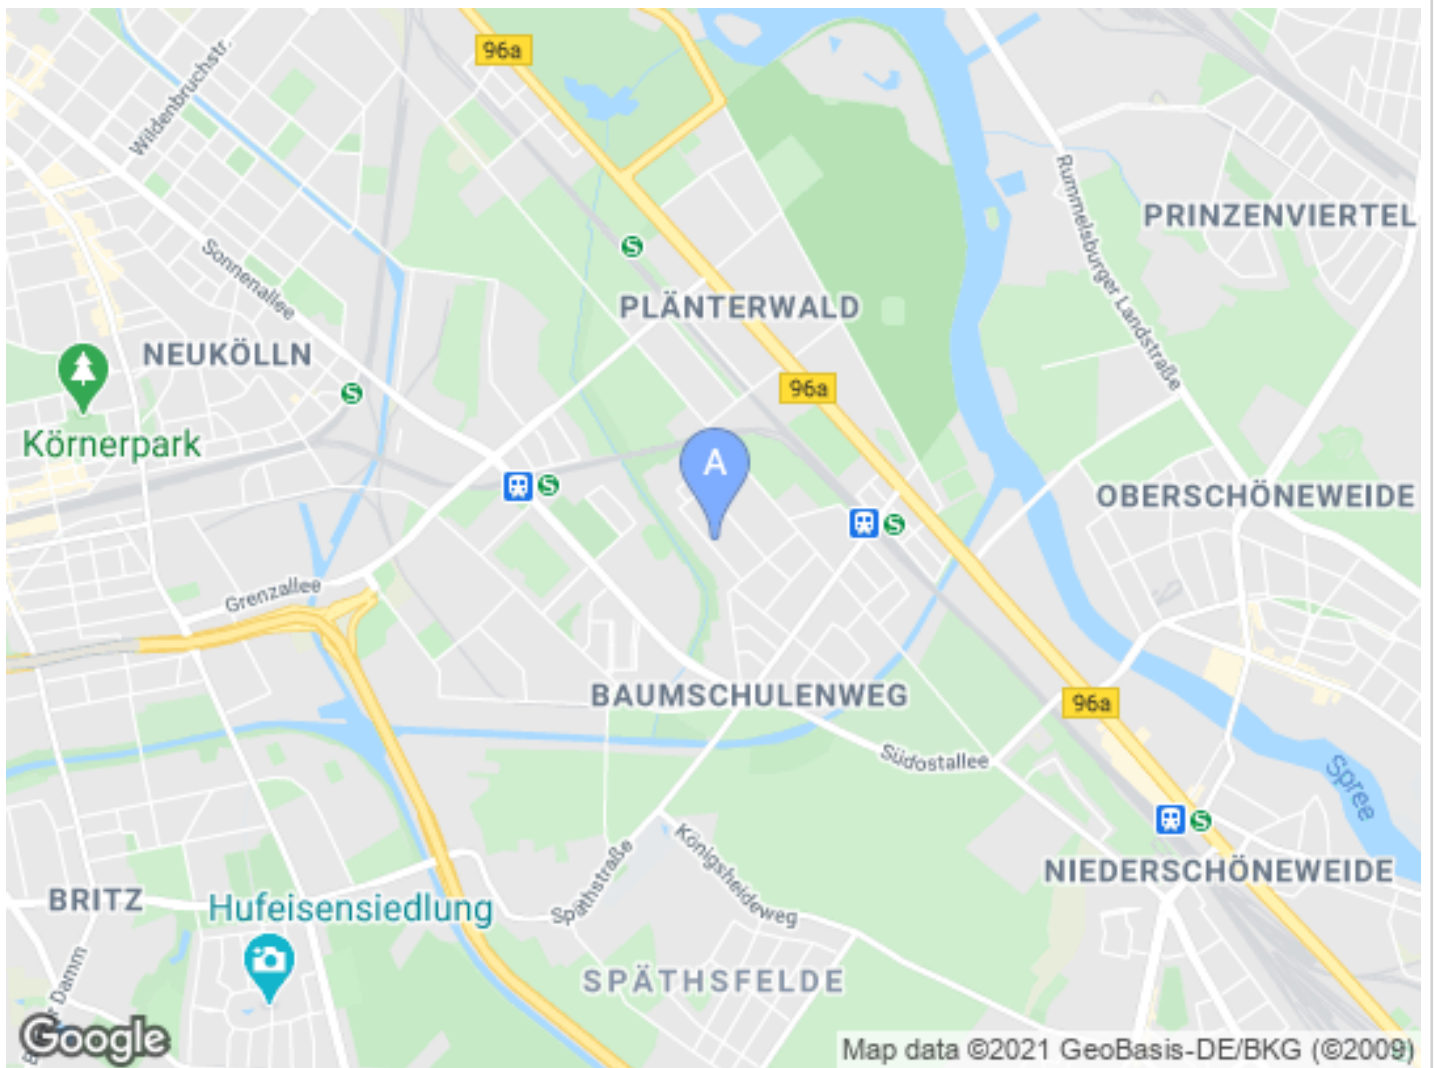 96a
Wildenbruchstr.
Rummelsburger Landstraße
PRINZENVIERTEL
Sonnenallee
S
PLÄNTERWALD
NEUKÖLLN
96a
S
Körnerpark
A
S
OBERSCHÖNEWEIDE
S
Grenzallee
BAUMSCHULENWEG
96a
Südostallee
Spree
S
Königsheideweg
Späthstraße
NIEDERSCHÖNEWEIDE
BRITZ
Hufeisensiedlung
Damm
SPÄTHSFELDE
Google
Map data ©2021 GeoBasis-DE/BKG (©2009)